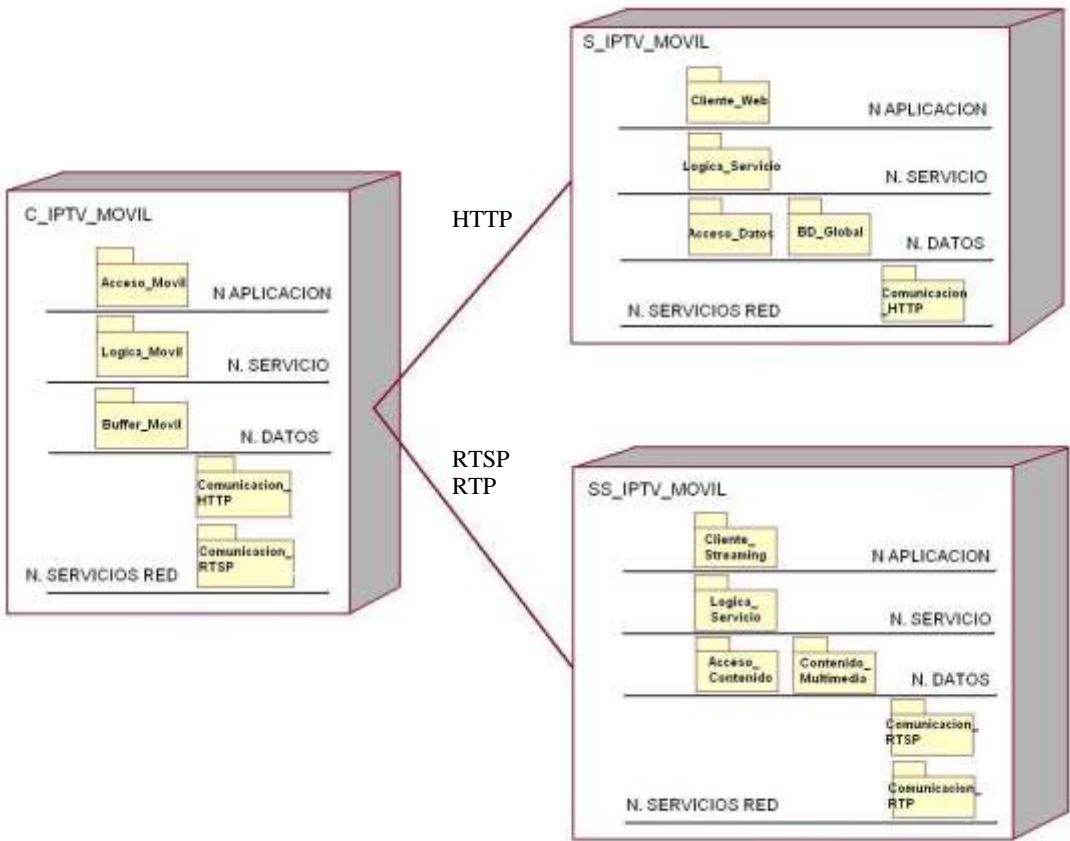 C_IPTV_MOVIL
Acceso_Movil
N APLICACION
Logica_Movil
N. SERVICIO
Buffer_Movil
N. DATOS
Comunicacion_
HTTP
Comunicacion_
RTSP
N. SERVICIOS RED
HTTP
RTSP
RTP
S_IPTV_MOVIL
Cliente_Web
N APLICACION
Logica_Servicio
N. SERVICIO
Acceso_Datos
BD_Global
N. DATOS
Comunicacion
_HTTP
N. SERVICIOS RED
SS_IPTV_MOVIL
Cliente_
Streaming
N APLICACION
Logica_
Servicio
N. SERVICIO
Acceso_
Contenido
Contenido_
Multimedia
N. DATOS
Comunicacion_
RTSP
Comunicacion_
RTP
N. SERVICIOS RED